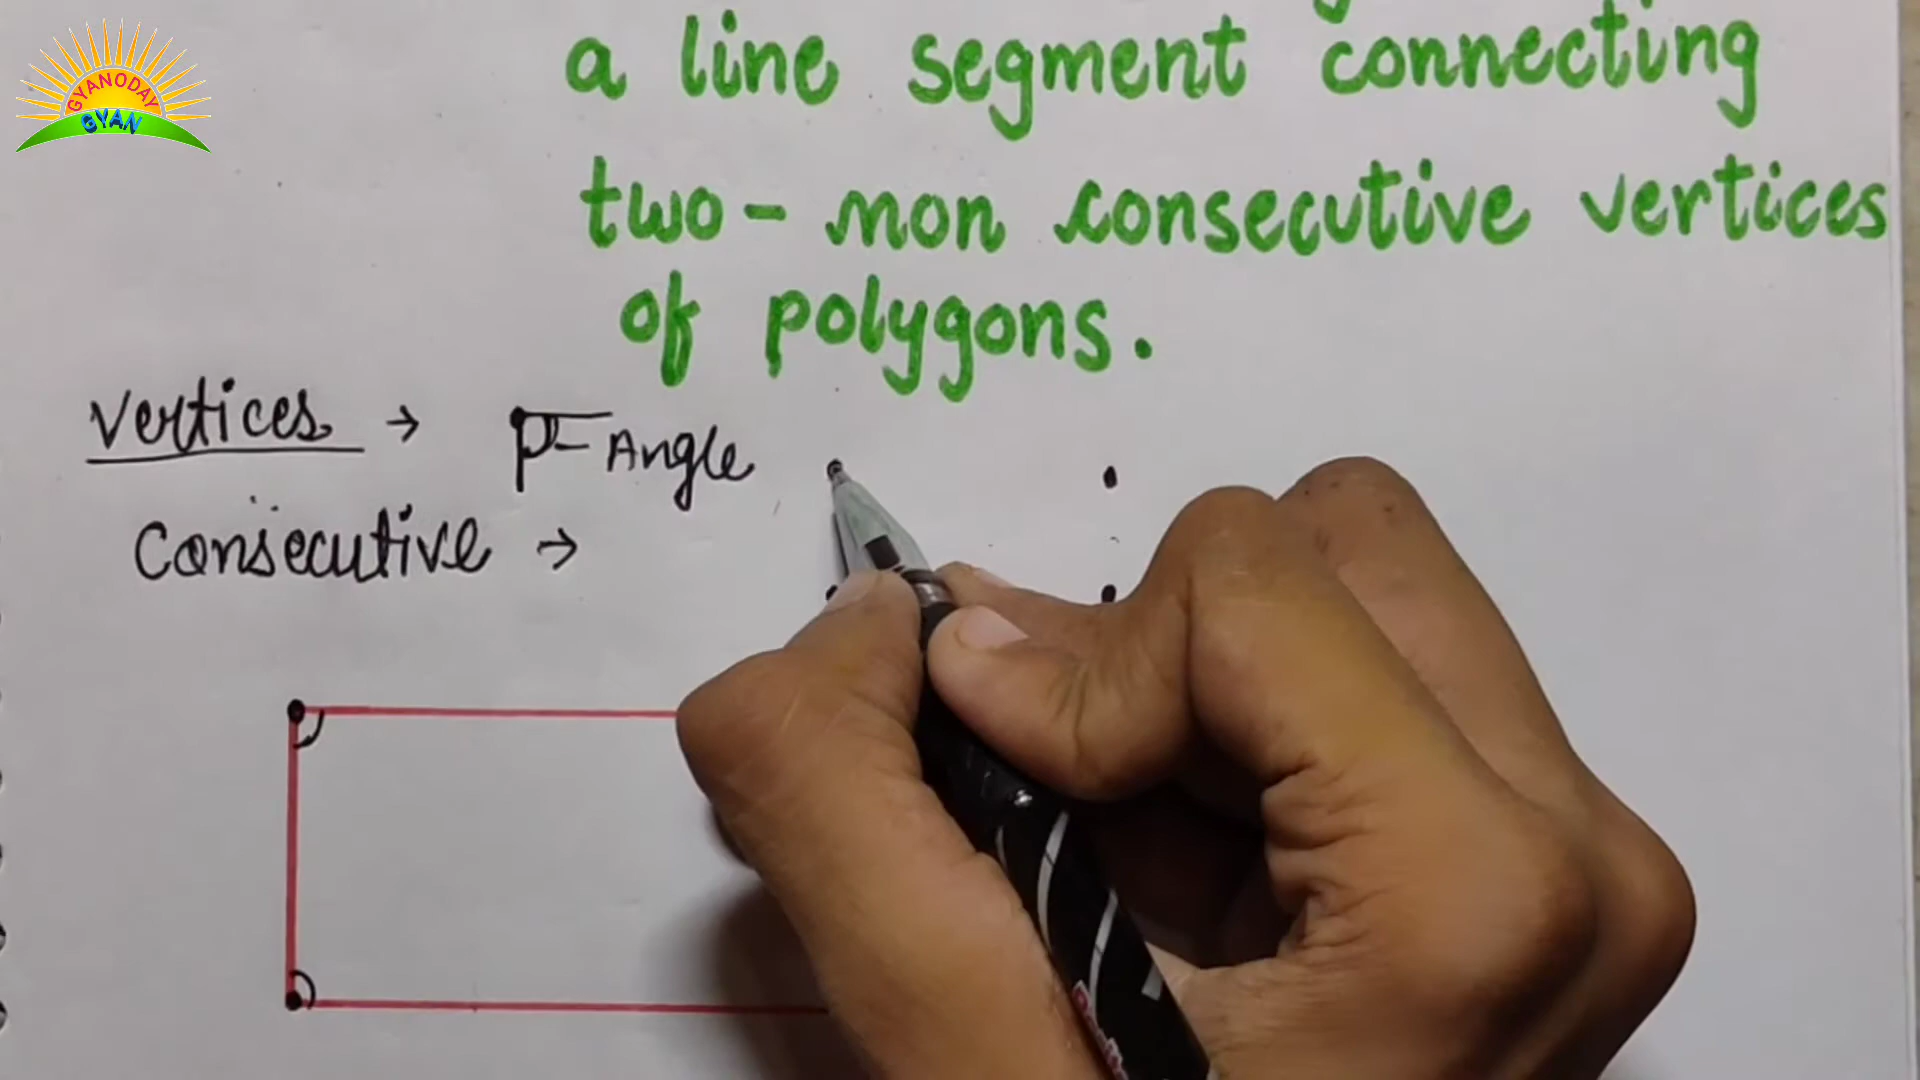 GYANODAY
GYAN
a line segment connecting
two - non consecutive vertices
of polygons.
Vertices →
Angle
Consecutive →